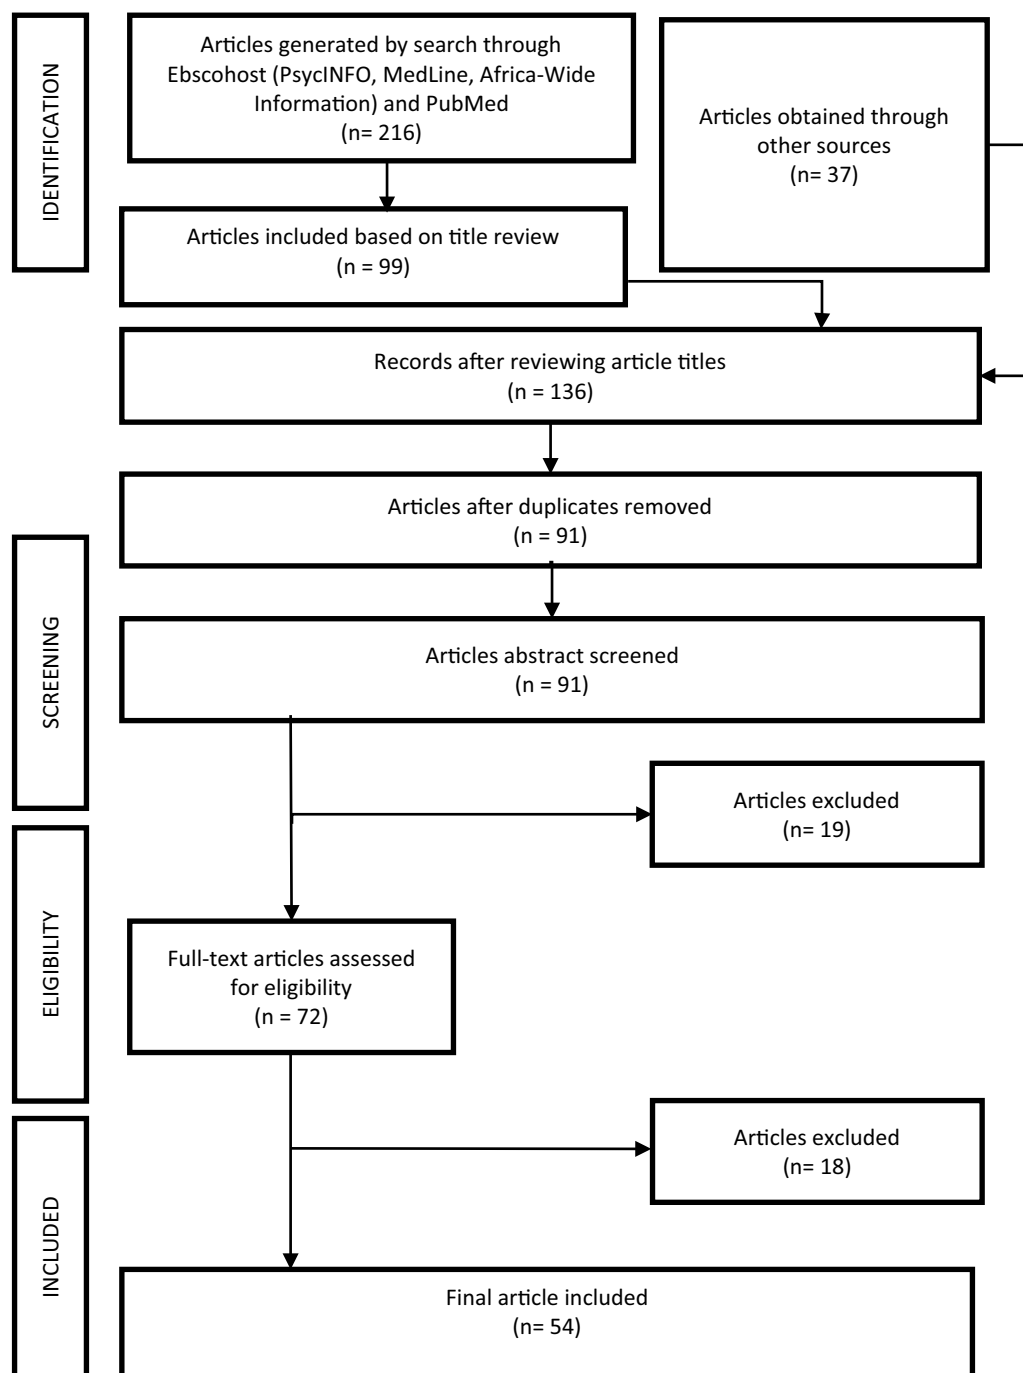 IDENTIFICATION
Articles generated by search through
Ebscohost (PsycINFO, MedLine, Africa-Wide
Information) and PubMed
(n= 216)
Articles obtained through
other sources
(n= 37)
Articles included based on title review
(n = 99)
Records after reviewing article titles
(n = 136)
Articles after duplicates removed
(n = 91)
SCREENING
Articles abstract screened
(n = 91)
Articles excluded
(n= 19)
ELIGIBILITY
Full-text articles assessed
for eligibility
(n = 72)
Articles excluded
(n= 18)
INCLUDED
Final article included
(n= 54)